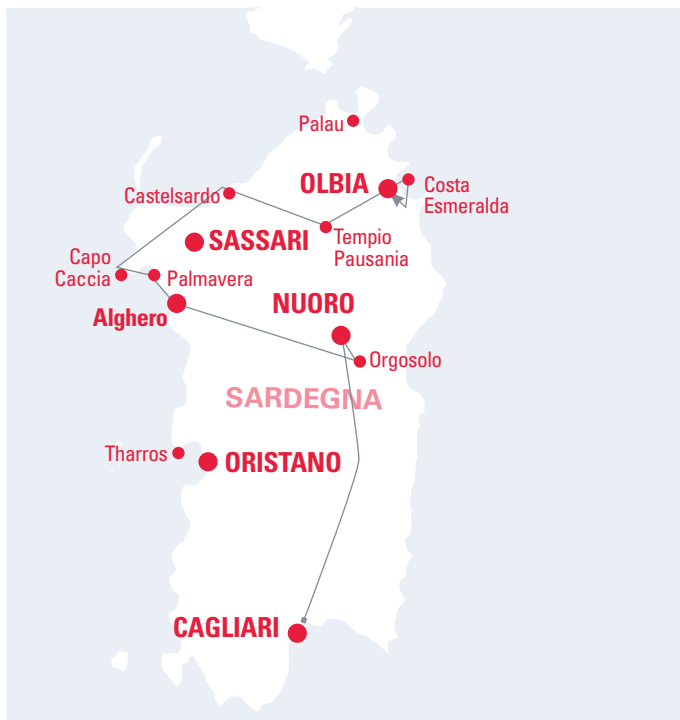 Palau
OLBIA
Costa
Esmeralda
Castelsardo
SASSARI
Tempio
Pausania
Capo
Caccia
Palmavera
NUORO
Alghero
Orgosolo
SARDEGNA
Tharros
ORISTANO
CAGLIARI